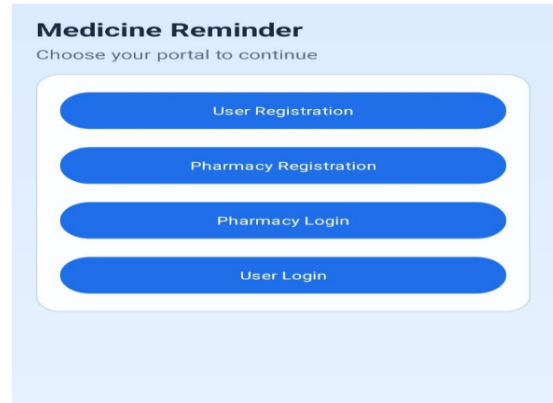 Medicine Reminder
Choose your portal to continue
User Registration
Pharmacy Registration
Pharmacy Login
User Login